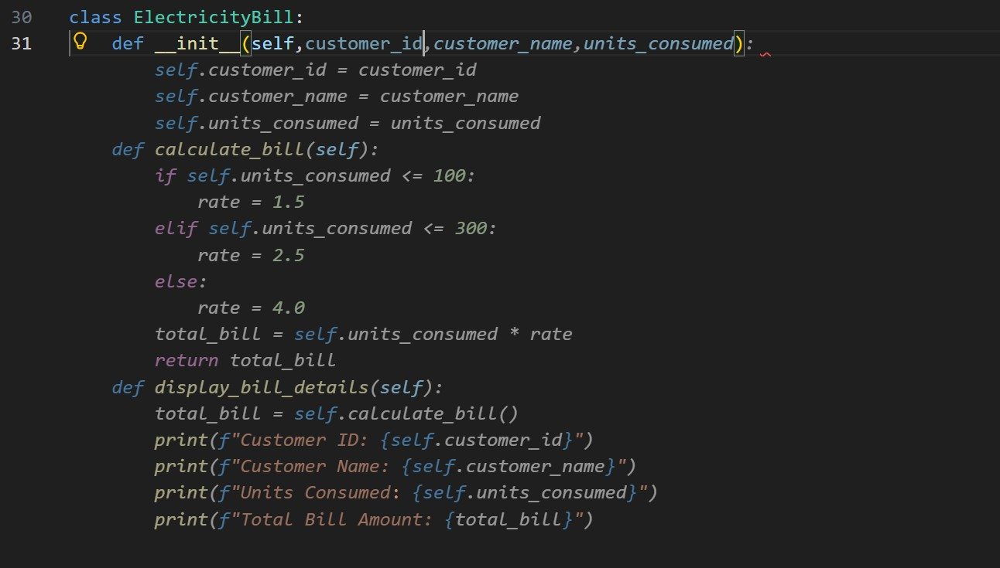 30 class ElectricityBill:
31     def __init__(self,customer_id,customer_name,units_consumed):
        self.customer_id = customer_id
        self.customer_name = customer_name
        self.units_consumed = units_consumed
    def calculate_bill(self):
        if self.units_consumed <= 100:
            rate = 1.5
        elif self.units_consumed <= 300:
            rate = 2.5
        else:
            rate = 4.0
        total_bill = self.units_consumed * rate
        return total_bill
    def display_bill_details(self):
        total_bill = self.calculate_bill()
        print(f"Customer ID: {self.customer_id}")
        print(f"Customer Name: {self.customer_name}")
        print(f"Units Consumed: {self.units_consumed}")
        print(f"Total Bill Amount: {total_bill}")